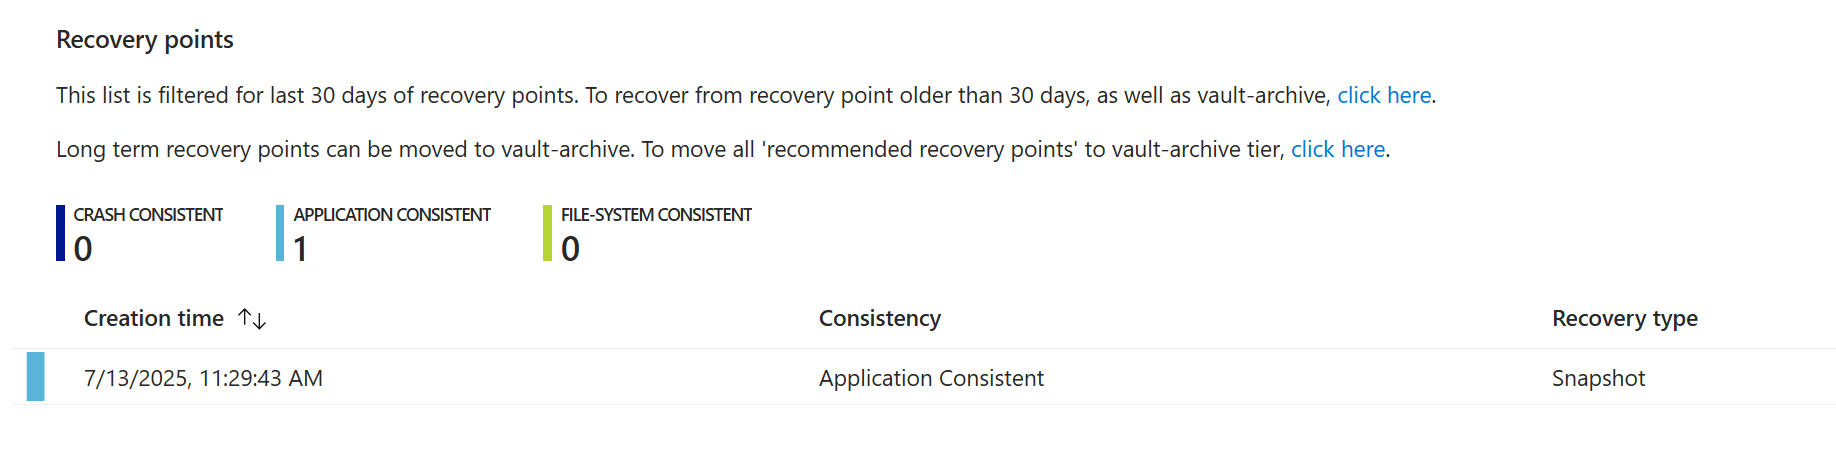 Recovery points
This list is filtered for last 30 days of recovery points. To recover from recovery point older than 30 days, as well as vault-archive, click here.
Long term recovery points can be moved to vault-archive. To move all 'recommended recovery points' to vault-archive tier, click here.
CRASH CONSISTENT APPLICATION CONSISTENT FILE-SYSTEM CONSISTENT
0 1 0
Creation time ↑↓ Consistency Recovery type
7/13/2025, 11:29:43 AM Application Consistent Snapshot